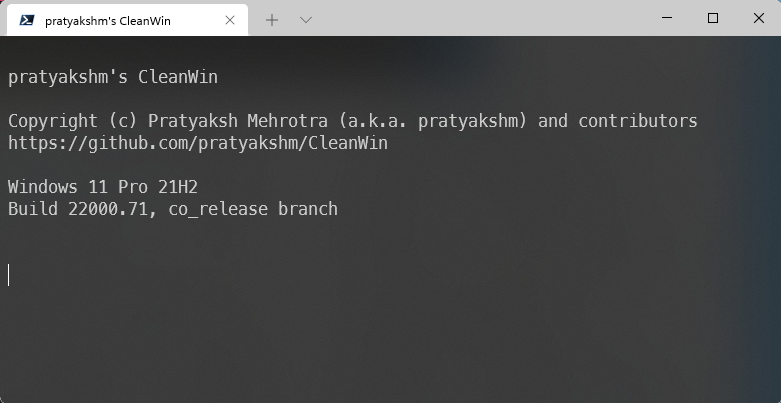 pratyakshm's CleanWin
pratyakshm's CleanWin
Copyright (c) Pratyaksh Mehrotra (a.k.a. pratyakshm) and contributors
https://github.com/pratyakshm/CleanWin
Windows 11 Pro 21H2
Build 22000.71, co_release branch